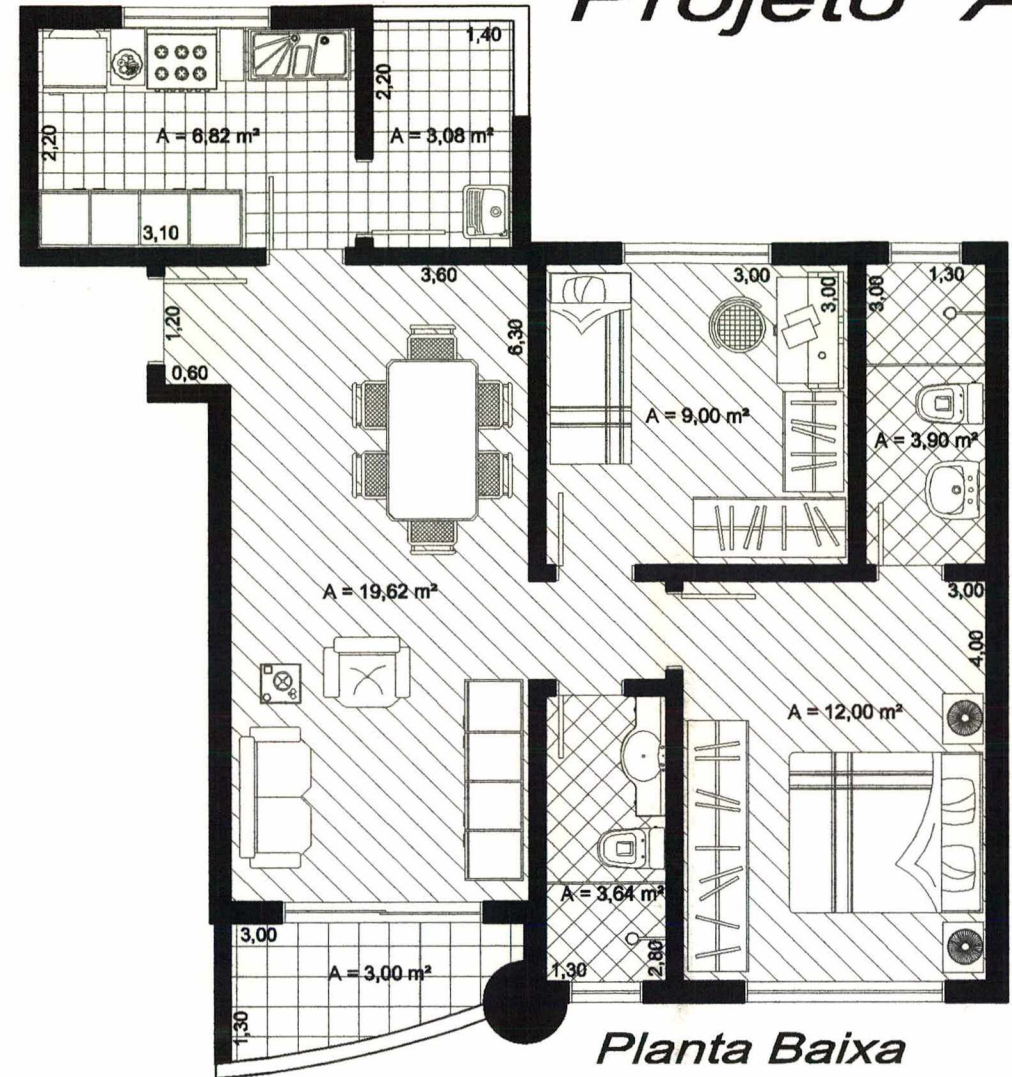 Projeto A
1,40
2,20
A = 6,82 m²
A = 3,08 m²
2,20
3,10
3,60
3,00
1,30
3,00
3,00
1,20
6,30
0,60
A = 9,00 m²
A = 3,90 m²
A = 19,62 m²
3,00
4,00
A = 12,00 m²
A = 3,64 m²
3,00
A = 3,00 m²
1,30
2,80
1,30
Planta Baixa